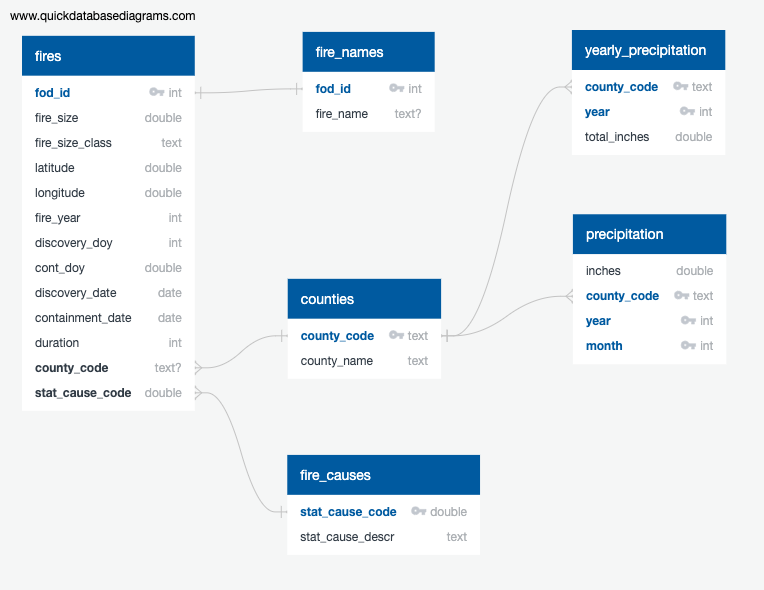 www.quickdatabasediagrams.com
fires
fod_id int
fire_size double
fire_size_class text
latitude double
longitude double
fire_year int
discovery_doy int
cont_doy double
discovery_date date
containment_date date
duration int
county_code text?
stat_cause_code double
fire_names
fod_id int
fire_name text?
yearly_precipitation
county_code text
year int
total_inches double
precipitation
inches double
county_code text
year int
month int
counties
county_code text
county_name text
fire_causes
stat_cause_code double
stat_cause_descr text